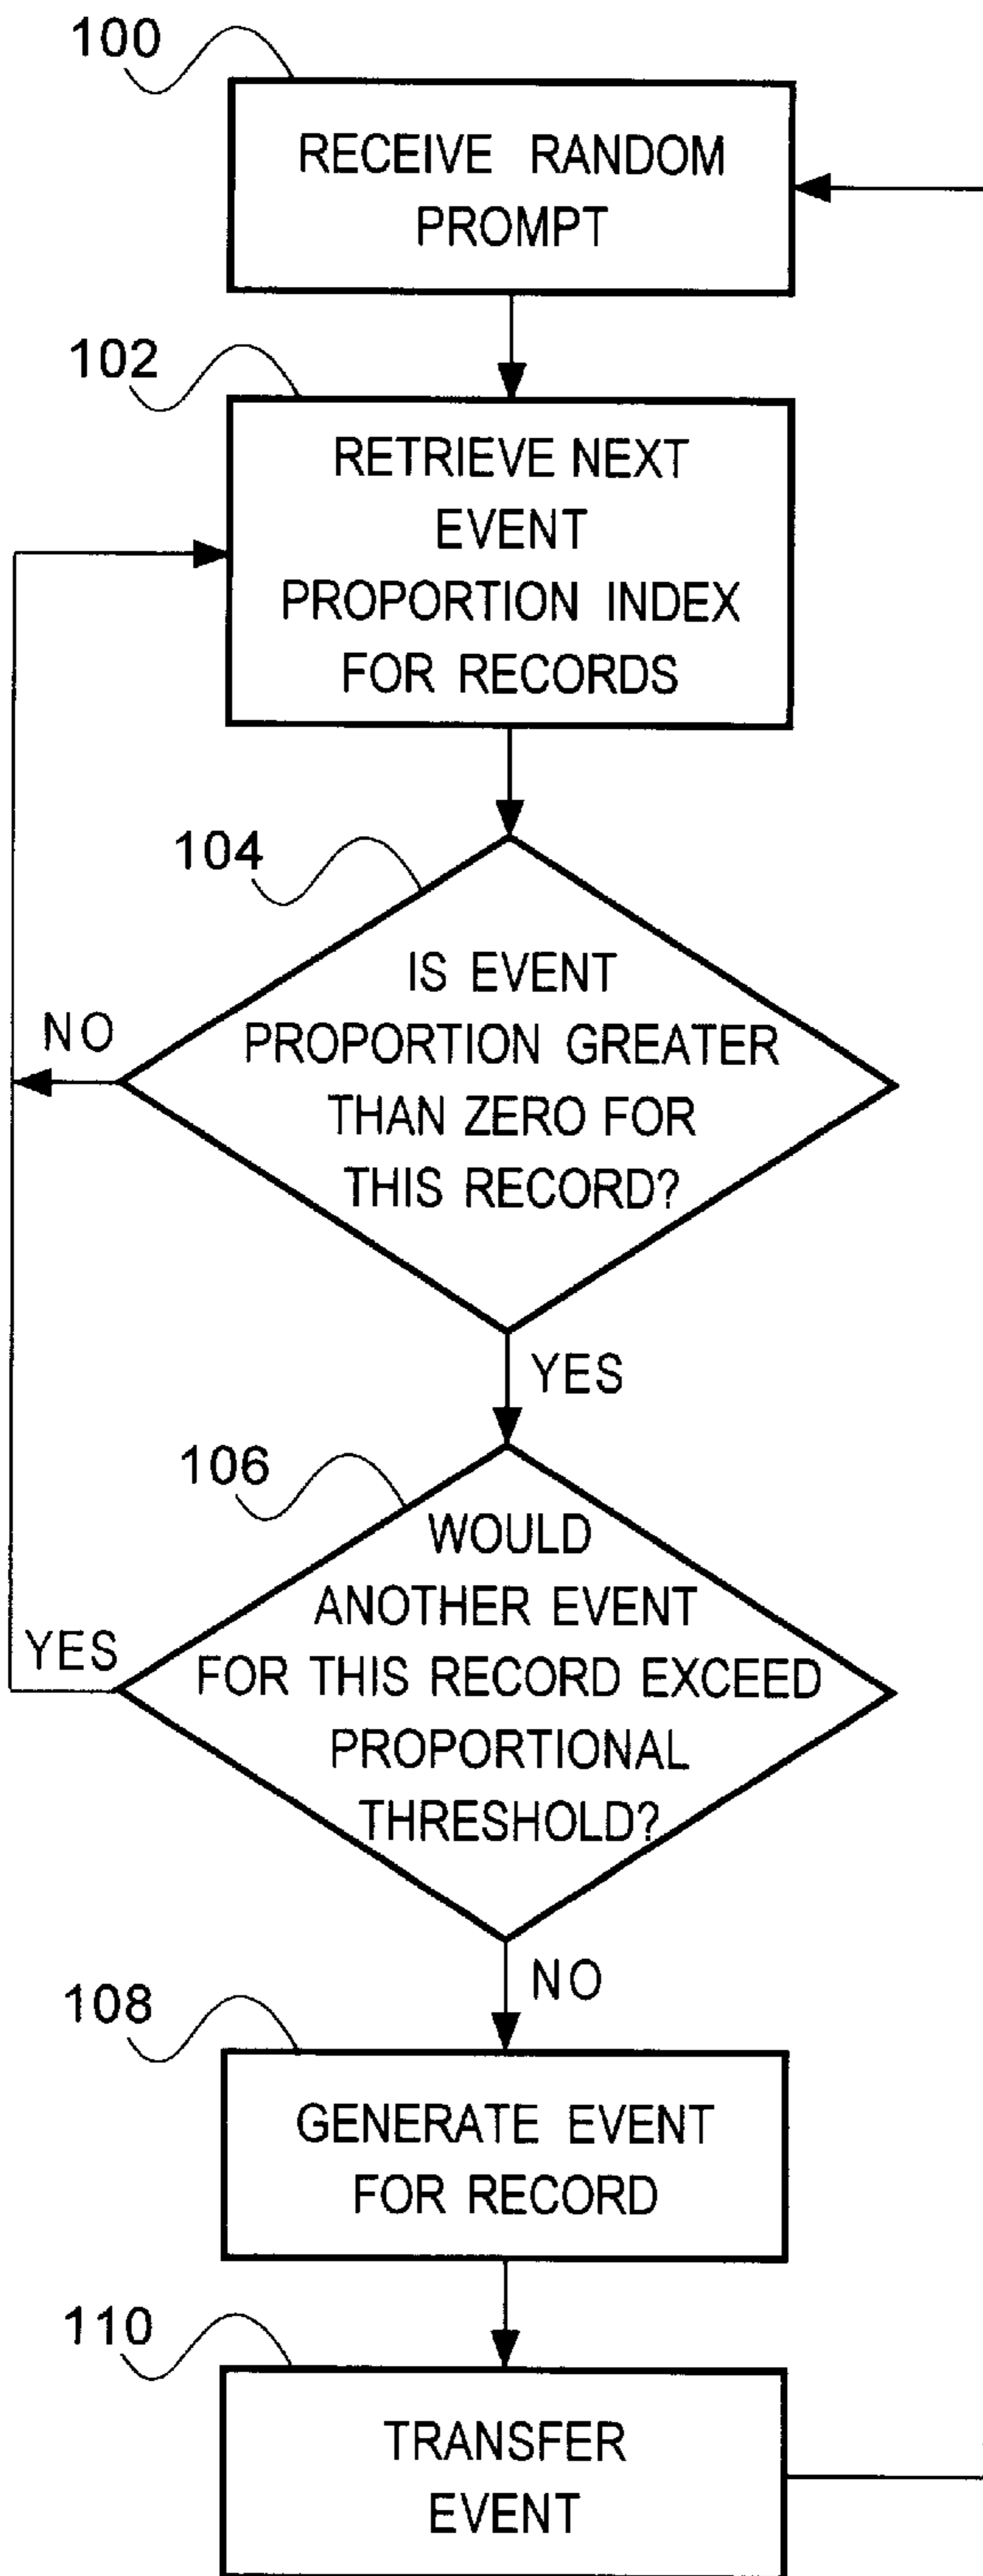 100
RECEIVE RANDOM
PROMPT
102
RETRIEVE NEXT
EVENT
PROPORTION INDEX
FOR RECORDS
104
IS EVENT
PROPORTION GREATER
THAN ZERO FOR
THIS RECORD?
NO
YES
106
WOULD
ANOTHER EVENT
FOR THIS RECORD EXCEED
PROPORTIONAL
THRESHOLD?
YES
NO
108
GENERATE EVENT
FOR RECORD
110
TRANSFER
EVENT